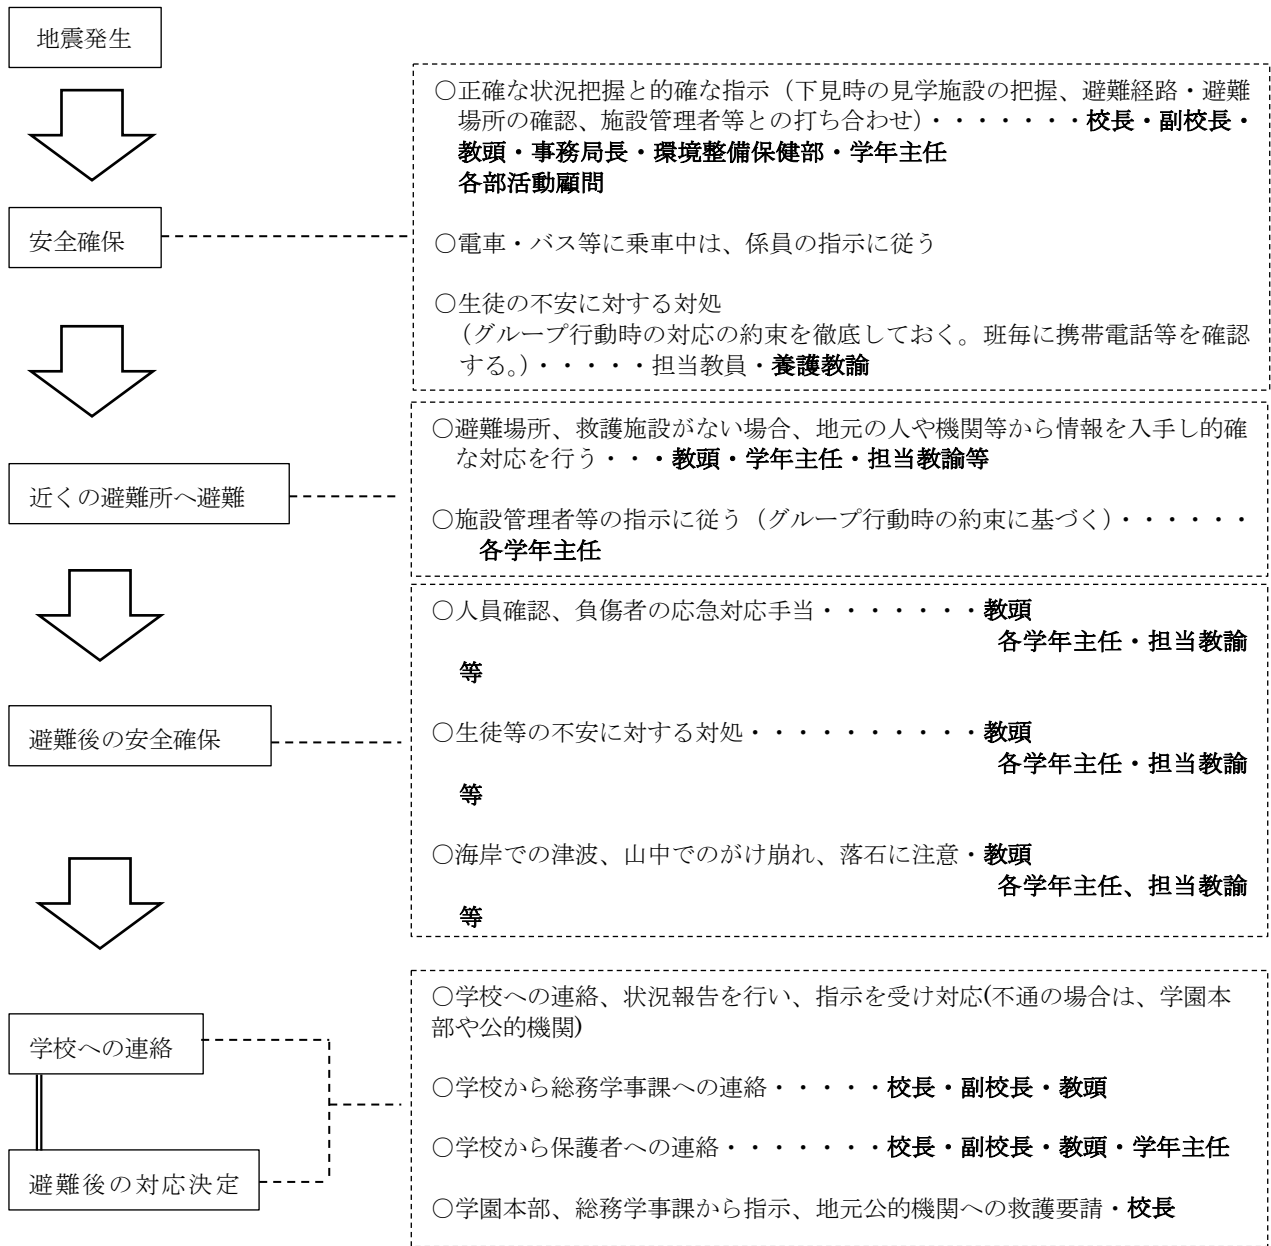 地震発生
○正確な状況把握と的確な指示（下見時の見学施設の把握、避難経路・避難
場所の確認、施設管理者等との打ち合わせ）・・・・・・・校長・副校長・
教頭・事務局長・環境整備保健部・学年主任
各部活動顧問
安全確保
○電車・バス等に乗車中は、係員の指示に従う
○生徒の不安に対する対処
（グループ行動時の対応の約束を徹底しておく。班毎に携帯電話等を確認
する。）・・・・・担当教員・養護教諭
○避難場所、救護施設がない場合、地元の人や機関等から情報を入手し的確
な対応を行う・・・教頭・学年主任・担当教諭等
近くの避難所へ避難
○施設管理者等の指示に従う（グループ行動時の約束に基づく）・・・・・・
各学年主任
○人員確認、負傷者の応急対応手当・・・・・・・教頭
各学年主任・担当教諭
等
避難後の安全確保
○生徒等の不安に対する対処・・・・・・・・・・教頭
各学年主任・担当教諭
等
○海岸での津波、山中でのがけ崩れ、落石に注意・教頭
各学年主任、担当教諭
等
○学校への連絡、状況報告を行い、指示を受け対応(不通の場合は、学園本
部や公的機関)
学校への連絡
○学校から総務学事課への連絡・・・・・校長・副校長・教頭
○学校から保護者への連絡・・・・・・・校長・副校長・教頭・学年主任
避難後の対応決定
○学園本部、総務学事課から指示、地元公的機関への救護要請・校長